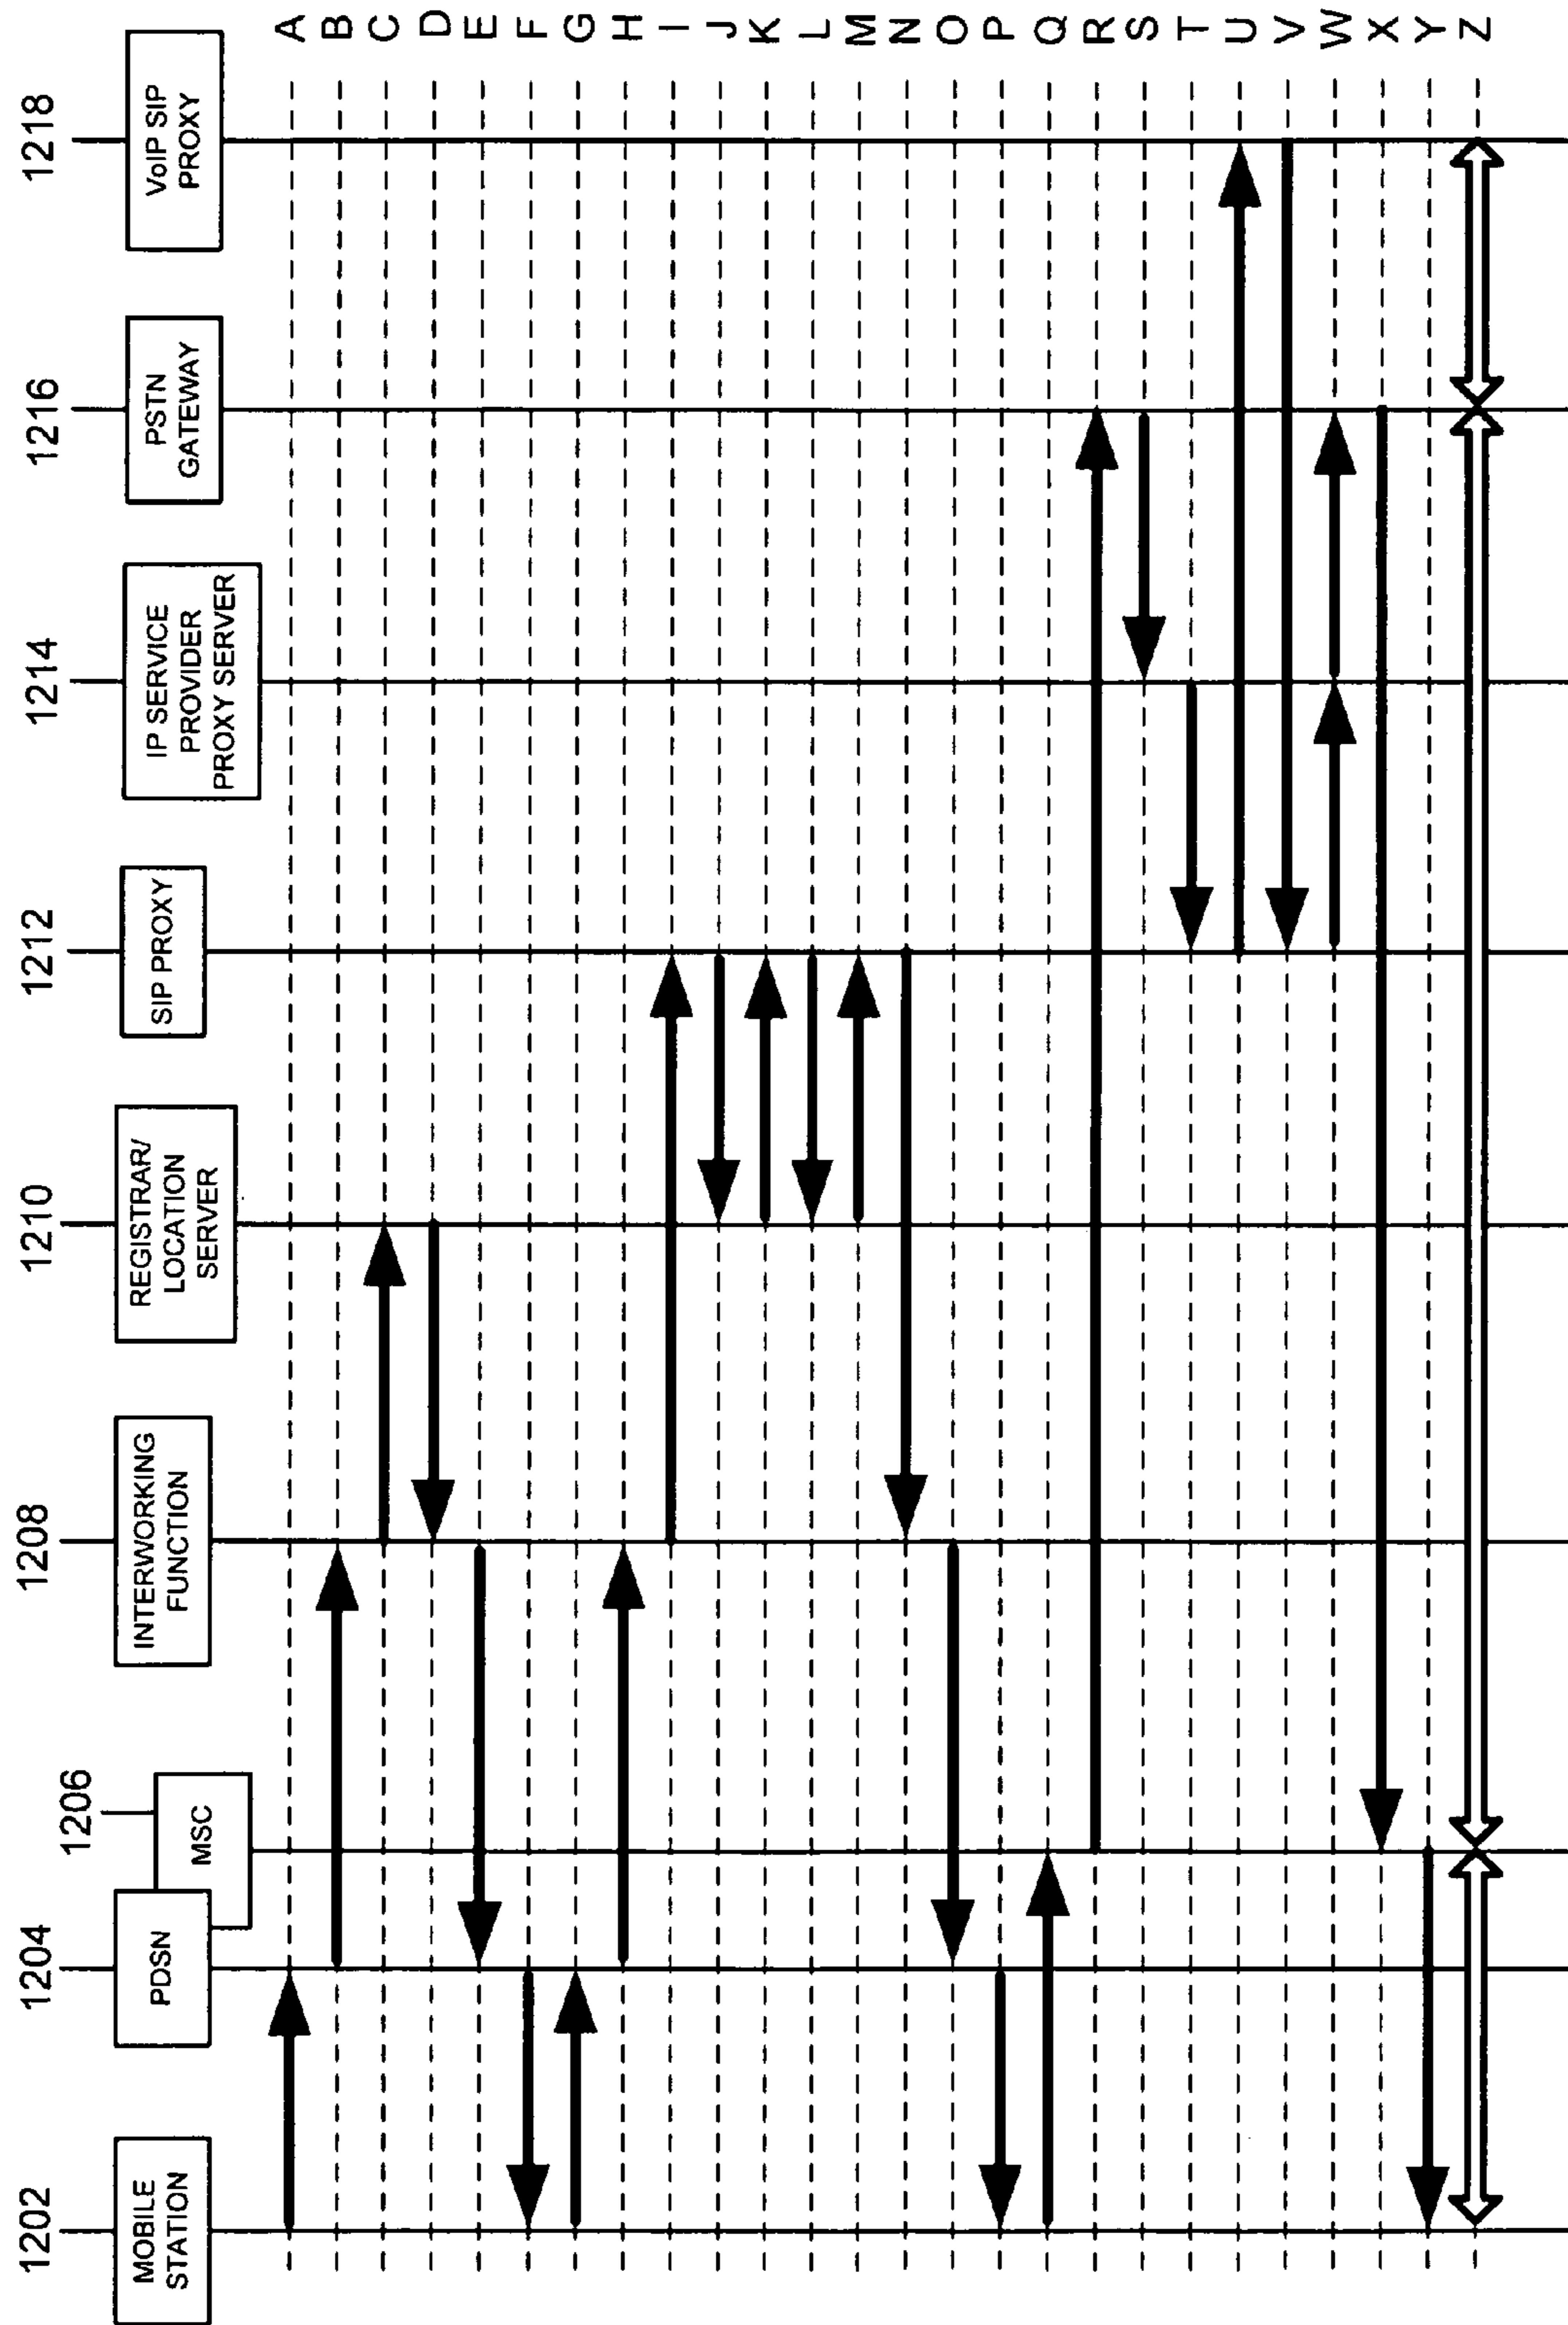 1202
MOBILE
STATION
1204
PDSN
1206
MSC
1208
INTERWORKING
FUNCTION
1210
REGISTRAR/
LOCATION
SERVER
1212
SIP PROXY
1214
IP SERVICE
PROVIDER
PROXY SERVER
1216
PSTN
GATEWAY
1218
VoIP SIP
PROXY
A
B
C
D
E
F
G
H
I
J
K
L
M
N
O
P
Q
R
S
T
U
V
W
X
Y
Z